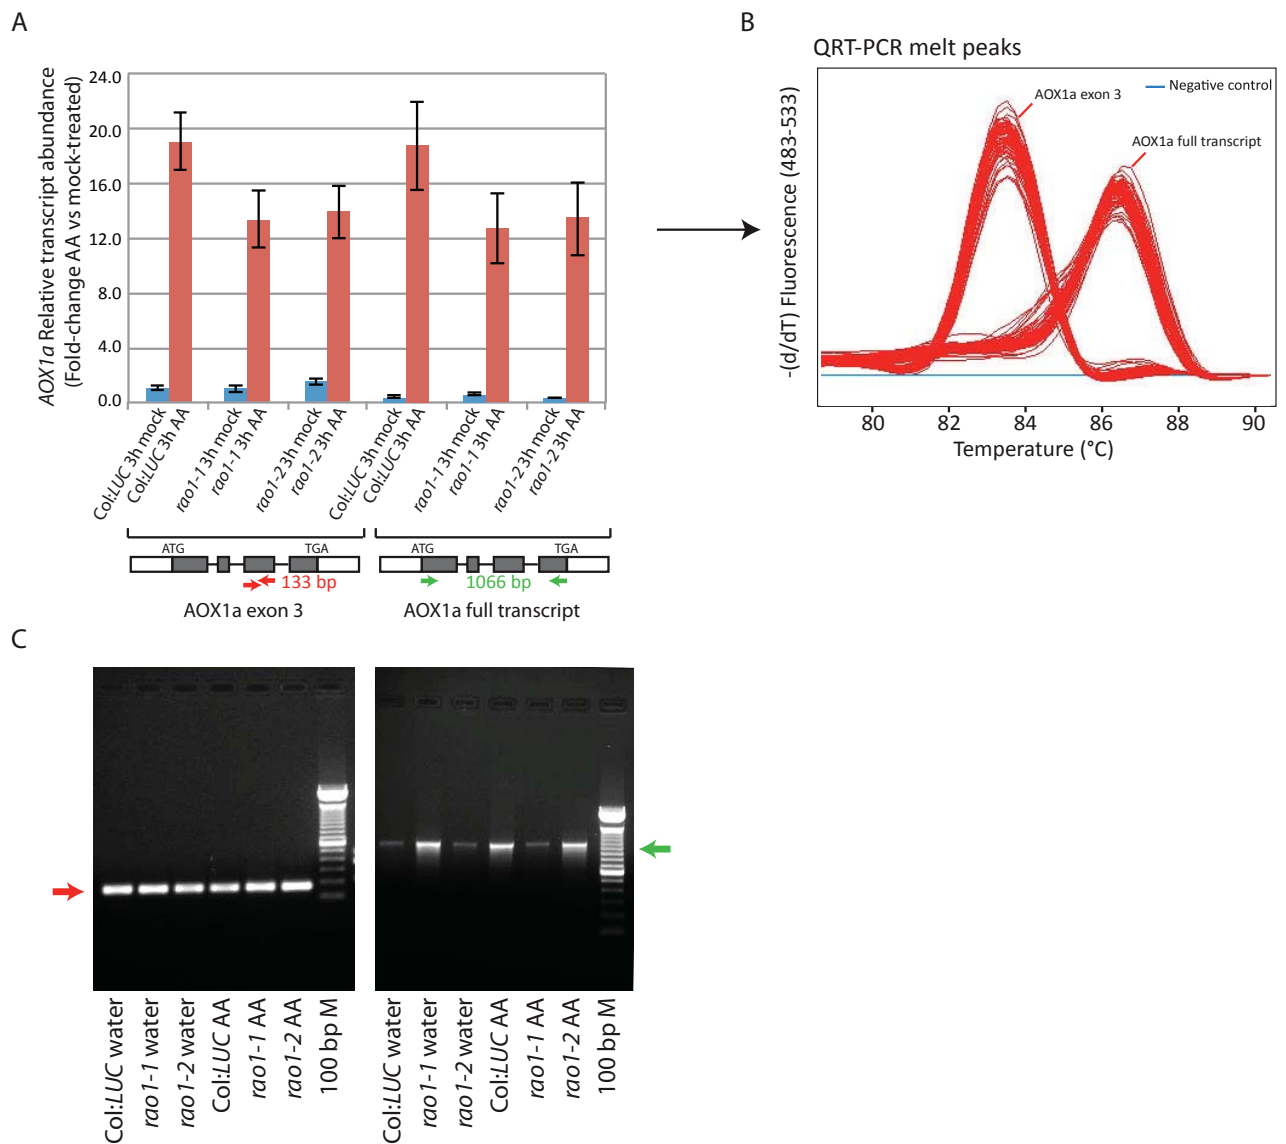 A
AOX1a Relative transcript abundance
(Fold-change AA vs mock-treated)
24.0
20.0
16.0
12.0
8.0
4.0
0.0
Col:LUC 3h mock
Col:LUC 3h AA
rao1-1 3h mock
rao1-1 3h AA
rao1-2 3h mock
rao1-2 3h AA
Col:LUC 3h mock
Col:LUC 3h AA
rao1-1 3h mock
rao1-1 3h AA
rao1-2 3h mock
rao1-2 3h AA
ATG TGA
133 bp
AOX1a exon 3
ATG TGA
1066 bp
AOX1a full transcript
B
QRT-PCR melt peaks
-(d/dT) Fluorescence (483-533)
AOX1a exon 3
Negative control
AOX1a full transcript
80 82 84 86 88 90
Temperature (°C)
C
Col:LUC water
rao1-1 water
rao1-2 water
Col:LUC AA
rao1-1 AA
rao1-2 AA
100 bp M
Col:LUC water
rao1-1 water
rao1-2 water
Col:LUC AA
rao1-1 AA
rao1-2 AA
100 bp M